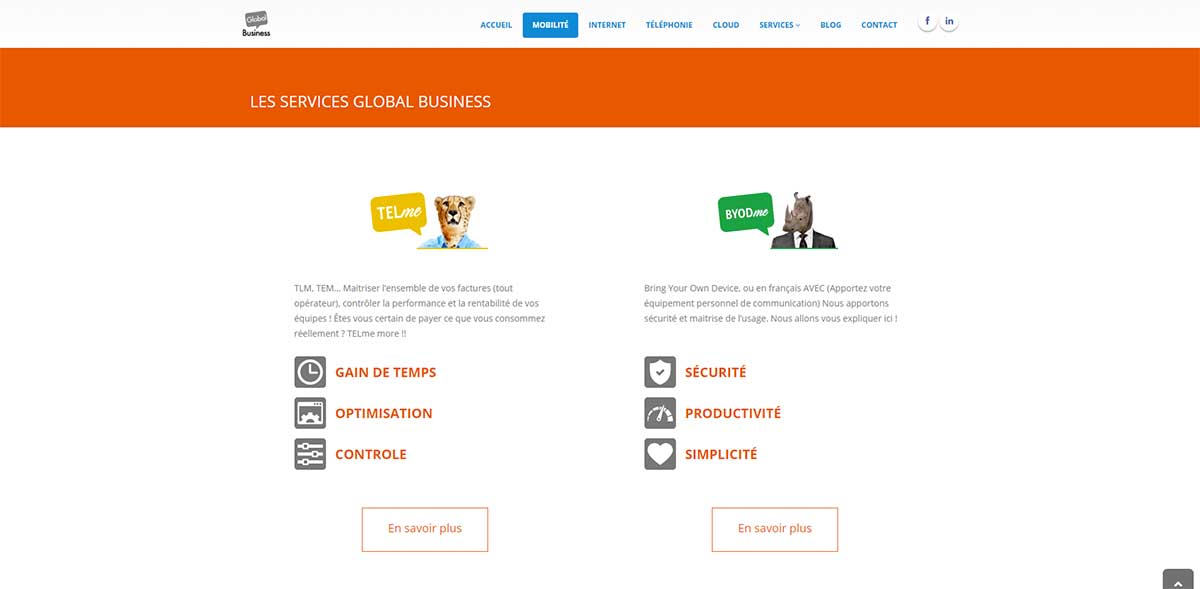 Global
Business
ACCUEIL
MOBILITÉ
INTERNET
TÉLÉPHONIE
CLOUD
SERVICES
BLOG
CONTACT
f
in
LES SERVICES GLOBAL BUSINESS
TELme
TLM, TEM... Maitriser l'ensemble de vos factures (tout
opérateur), contrôler la performance et la rentabilité de vos
équipes ! Êtes vous certain de payer ce que vous consommez
réellement ? TELme more !!
GAIN DE TEMPS
OPTIMISATION
CONTROLE
En savoir plus
BYODme
Bring Your Own Device, ou en français AVEC (Apportez votre
équipement personnel de communication) Nous apportons
sécurité et maitrise de l'usage. Nous allons vous expliquer ici !
SÉCURITÉ
PRODUCTIVITÉ
SIMPLICITÉ
En savoir plus